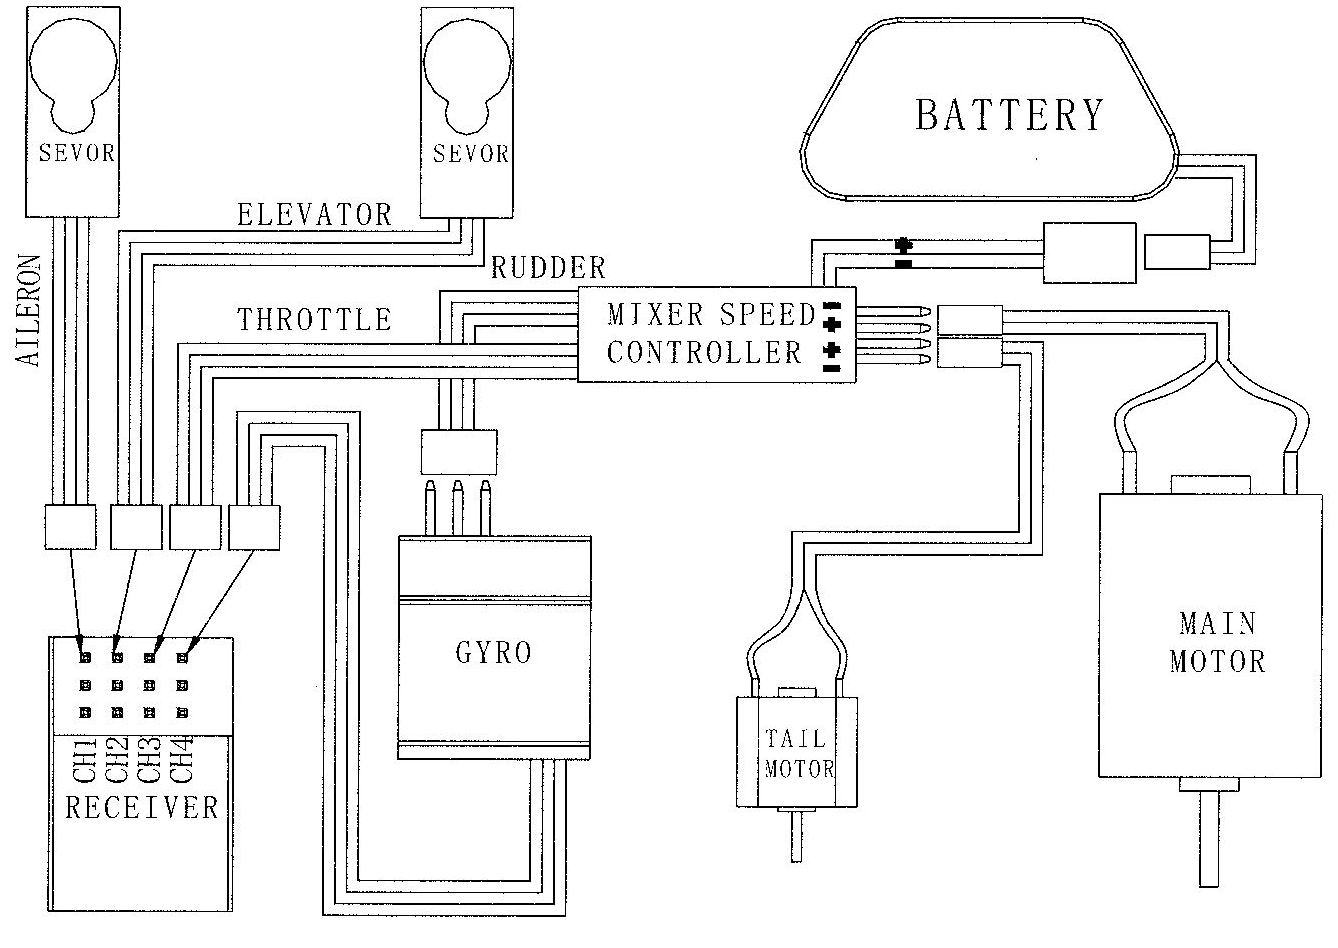 SEVOR
SEVOR
BATTERY
ELEVATOR
AILERON
RUDDER
THROTTLE
MIXER SPEED
CONTROLLER
GYRO
MAIN
MOTOR
TAIL
MOTOR
CH1
CH2
CH3
CH4
RECEIVER